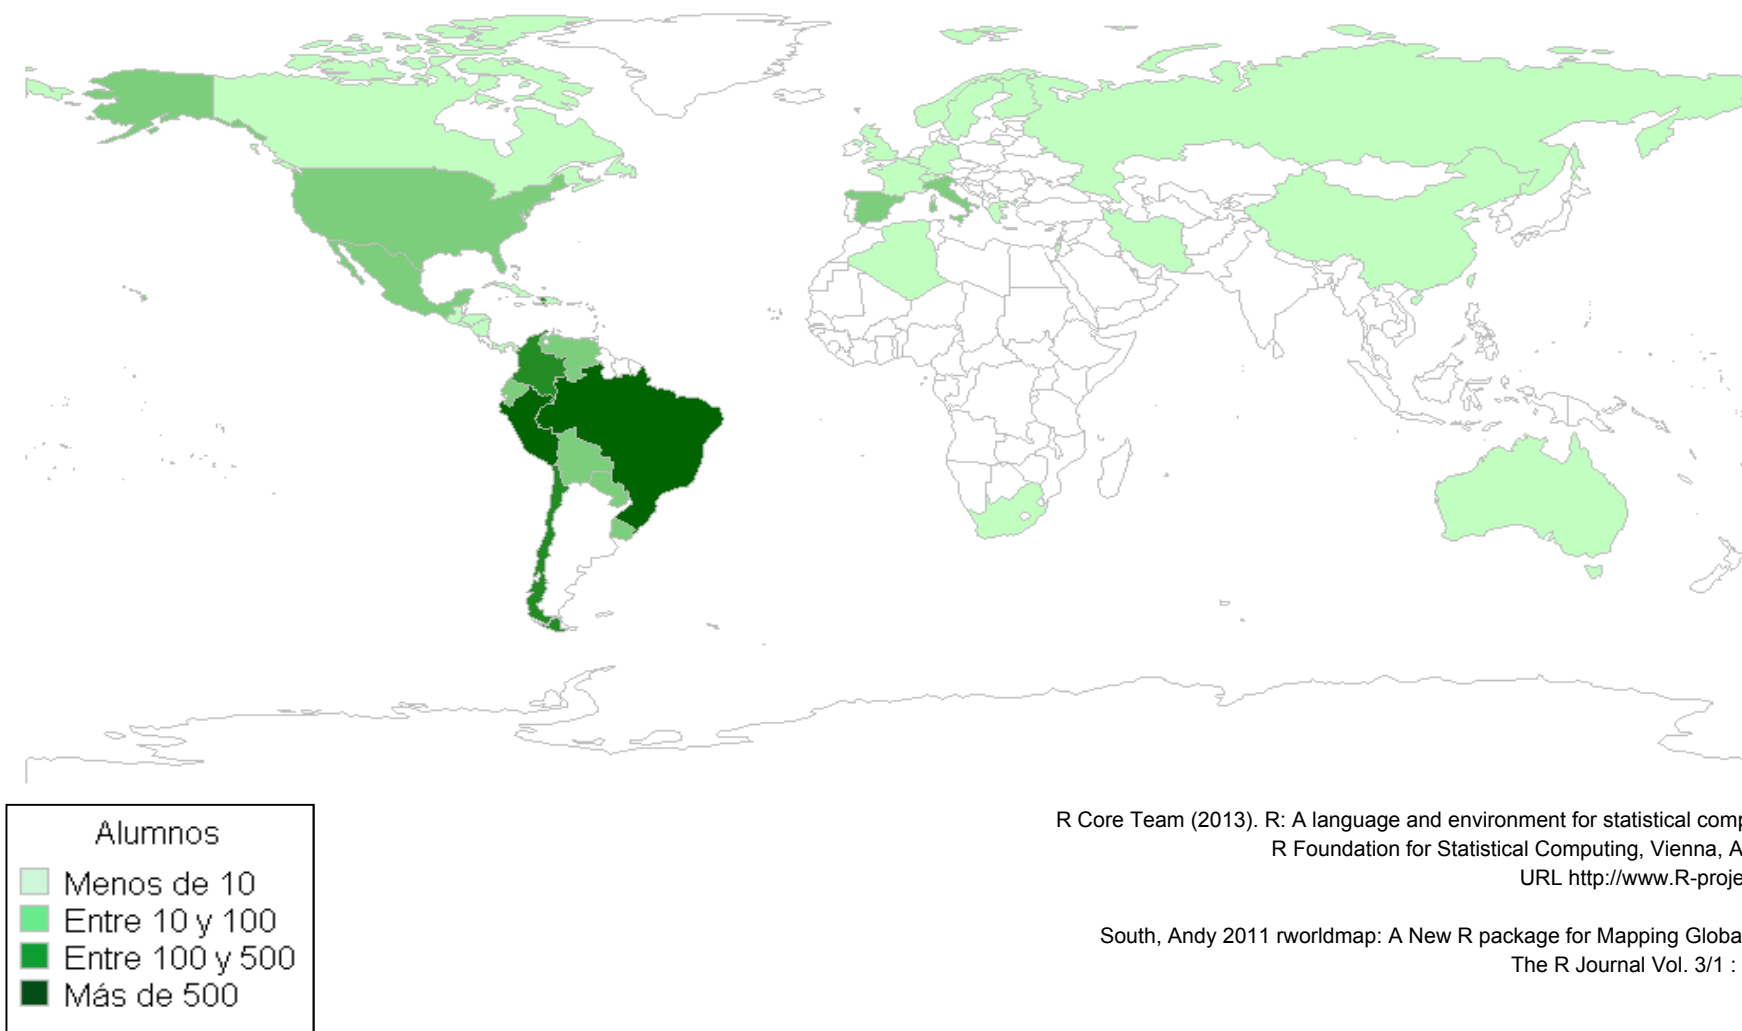 Alumnos
Menos de 10
Entre 10 y 100
Entre 100 y 500
Más de 500
R Core Team (2013). R: A language and environment for statistical comp
R Foundation for Statistical Computing, Vienna, A
URL http://www.R-proje
South, Andy 2011 rworldmap: A New R package for Mapping Globa
The R Journal Vol. 3/1 :